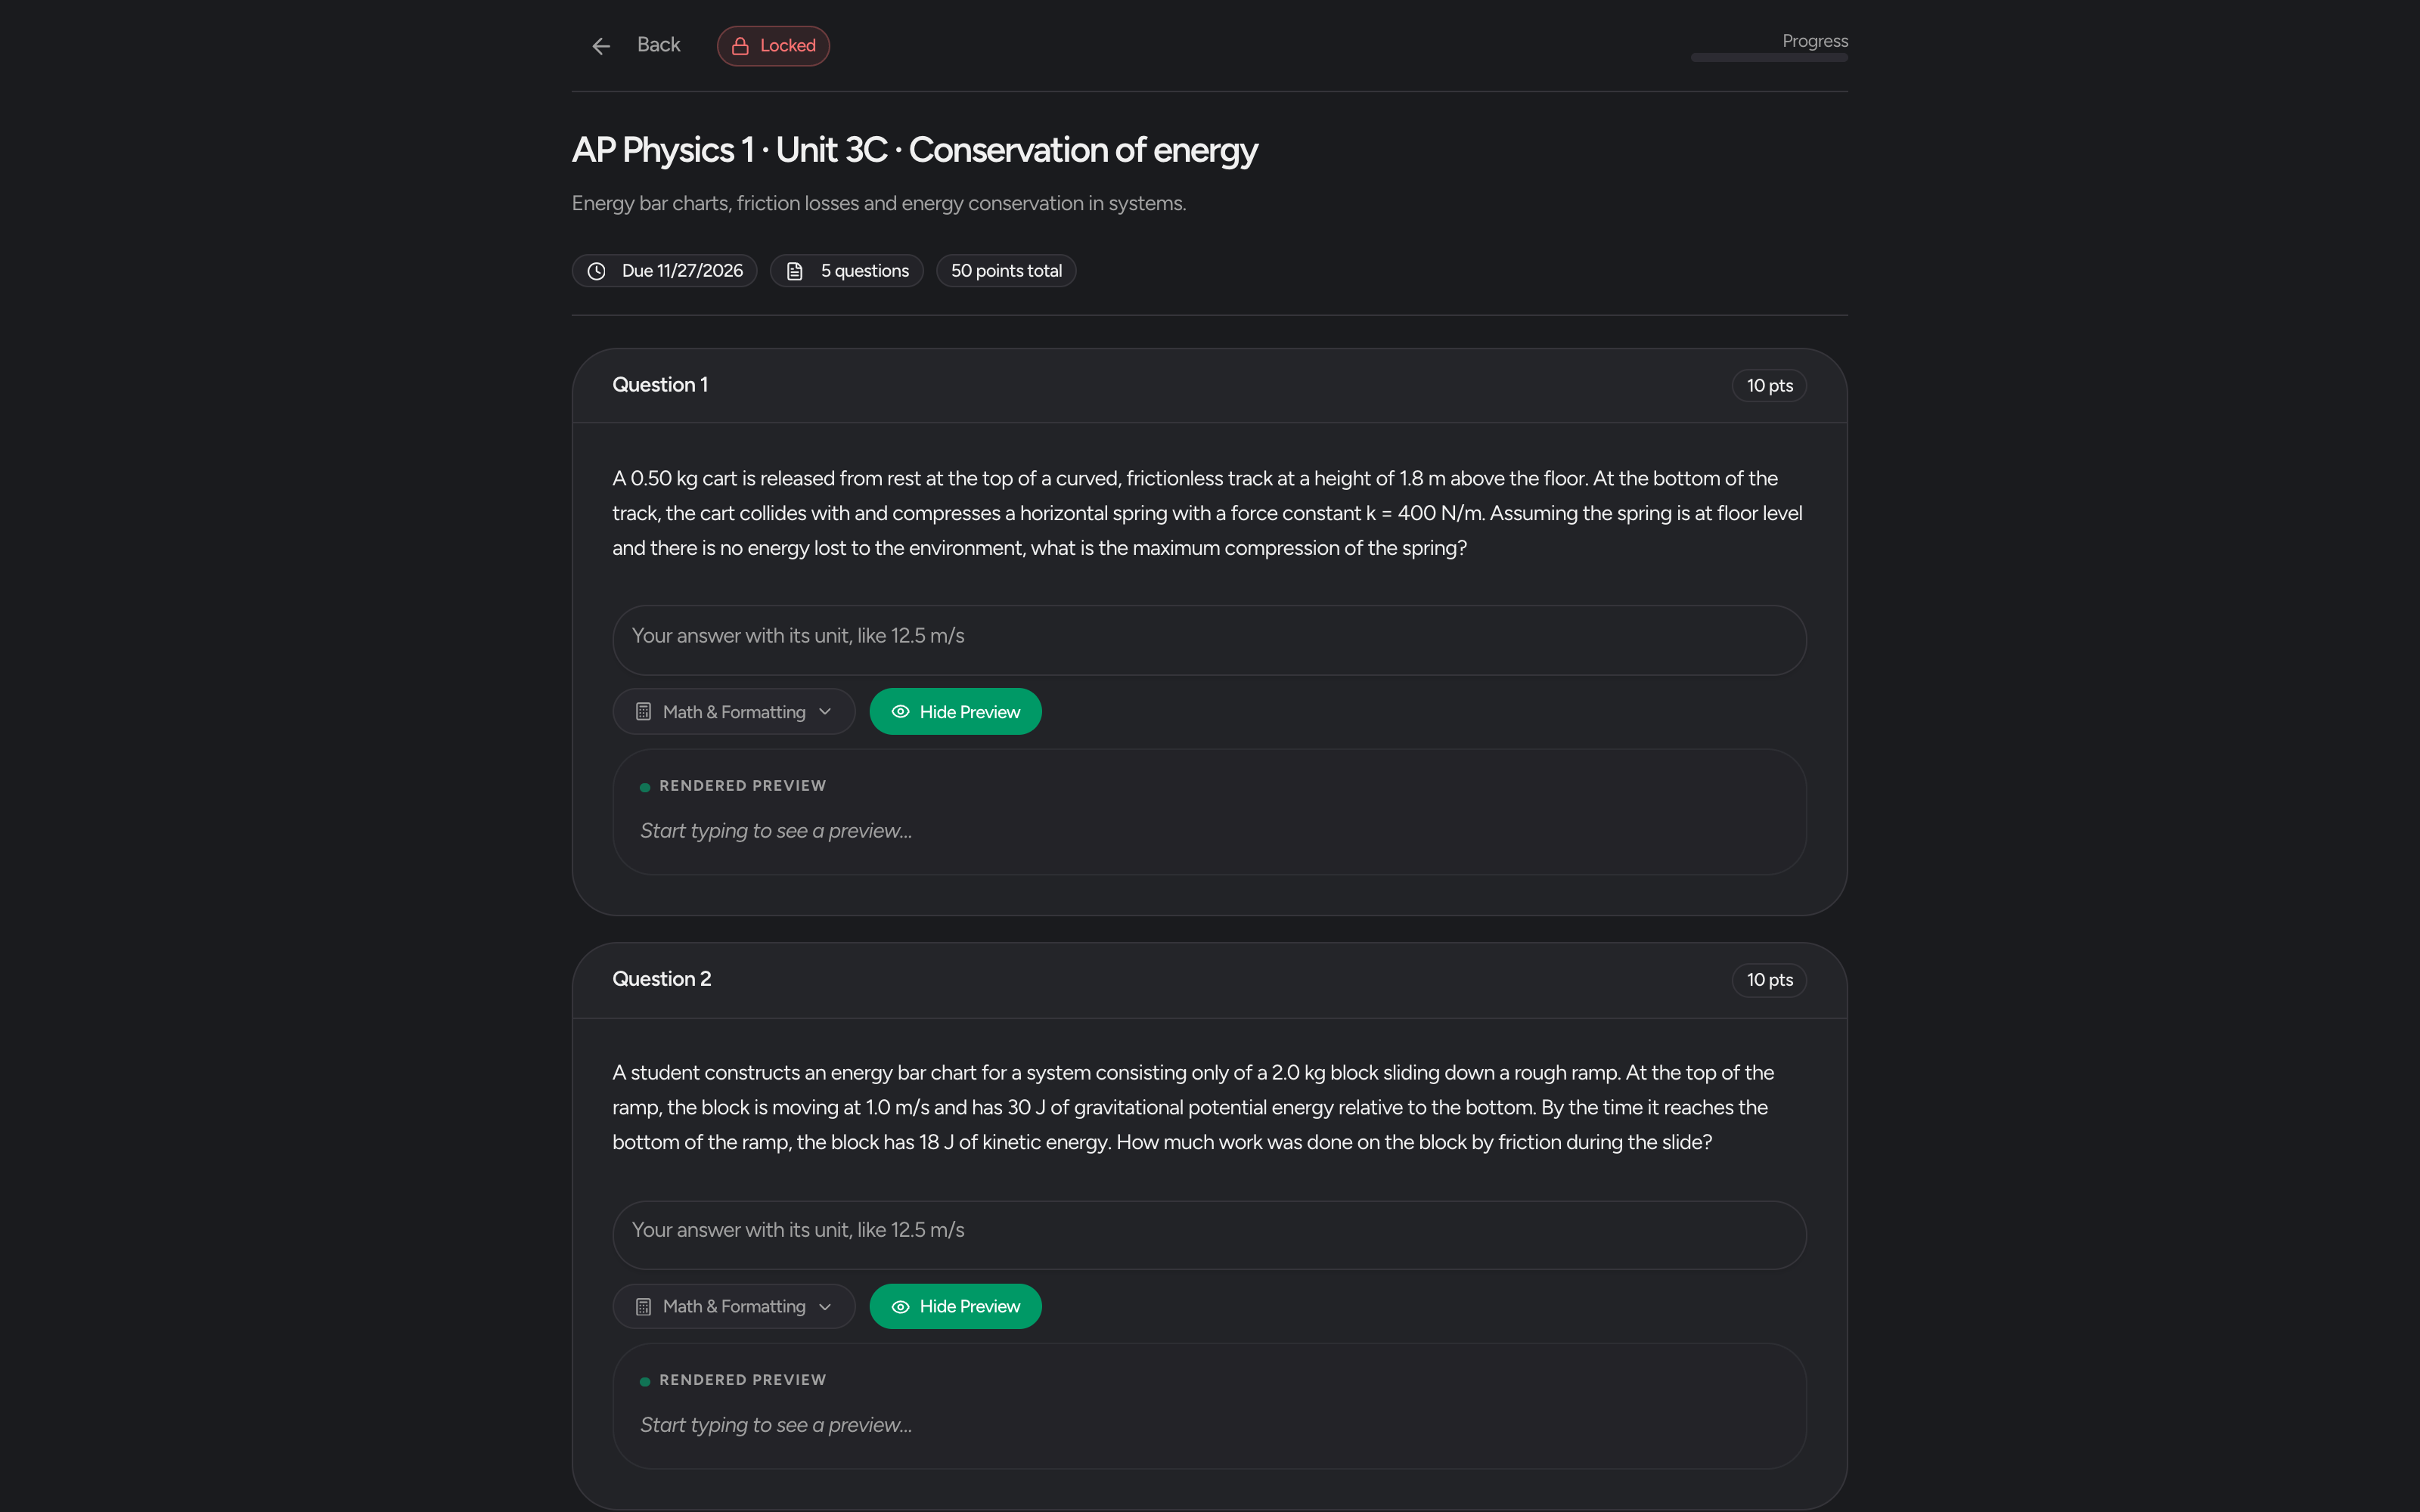 Back
Locked
Progress
AP Physics 1 · Unit 3C · Conservation of energy
Energy bar charts, friction losses and energy conservation in systems.
Due 11/27/2026
5 questions
50 points total
Question 1
10 pts
A 0.50 kg cart is released from rest at the top of a curved, frictionless track at a height of 1.8 m above the floor. At the bottom of the
track, the cart collides with and compresses a horizontal spring with a force constant k = 400 N/m. Assuming the spring is at floor level
and there is no energy lost to the environment, what is the maximum compression of the spring?
Your answer with its unit, like 12.5 m/s
Math & Formatting
Hide Preview
RENDERED PREVIEW
Start typing to see a preview...
Question 2
10 pts
A student constructs an energy bar chart for a system consisting only of a 2.0 kg block sliding down a rough ramp. At the top of the
ramp, the block is moving at 1.0 m/s and has 30 J of gravitational potential energy relative to the bottom. By the time it reaches the
bottom of the ramp, the block has 18 J of kinetic energy. How much work was done on the block by friction during the slide?
Your answer with its unit, like 12.5 m/s
Math & Formatting
Hide Preview
RENDERED PREVIEW
Start typing to see a preview...